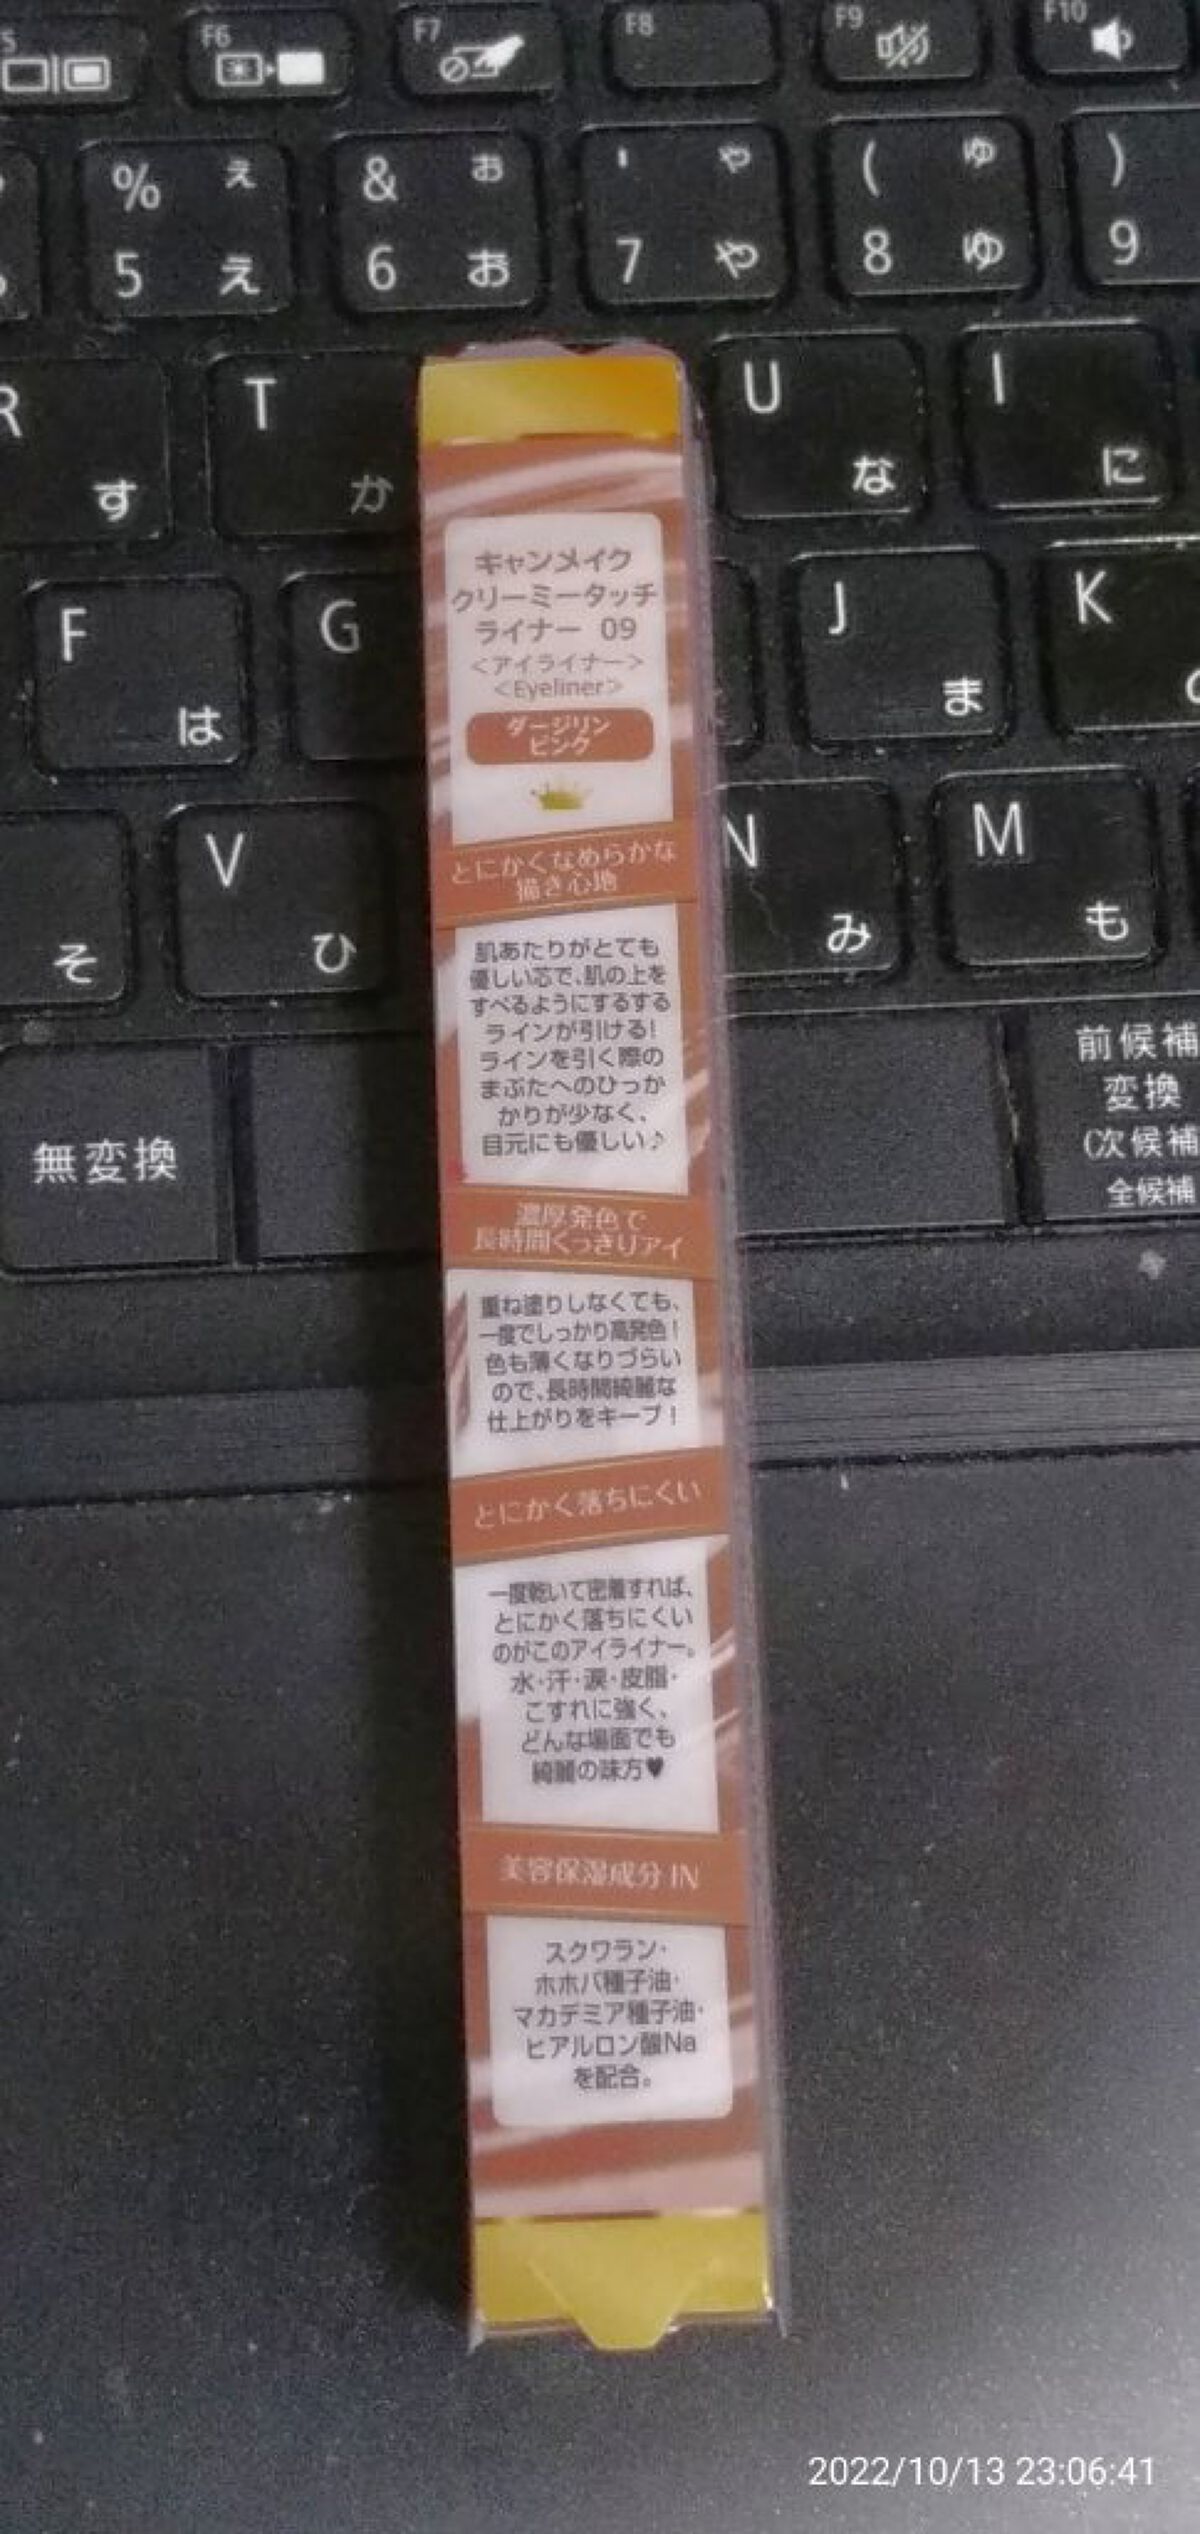 F6
F7
F8
F9
F10
% ぇ
5 え
& ぉ
6 お
' ゃ
7 や
( ゅ
8 ゆ
)
9
R
す
T
か
U
な
I
に
F
は
G
J
ま
K
そ
V
ひ
N
み
M
も
無変換
前候補
変換
(次候補
全候補
キャンメイク
クリーミータッチ
ライナー 09
<アイライナー>
<Eyeliner>
ダージリン
ピンク
とにかくなめらかな
描き心地
肌あたりがとても
優しい芯で、肌の上を
すべるようにするする
ラインが引ける!
ラインを引く際の
まぶたへのひっか
かりが少なく、
目元にも優しい♪
濃厚発色で
長時間くっきりアイ
重ね塗りしなくても、
一度でしっかり高発色!
色も薄くなりづらい
ので、長時間綺麗な
仕上がりをキープ!
とにかく落ちにくい
一度乾いて密着すれば、
とにかく落ちにくい
のがこのアイライナー。
水・汗・涙・皮脂・
こすれに強く、
どんな場面でも
綺麗の味方♥
美容保湿成分 IN
スクワラン・
ホホバ種子油・
マカデミア種子油・
ヒアルロン酸Na
を配合。
2022/10/13 23:06:41